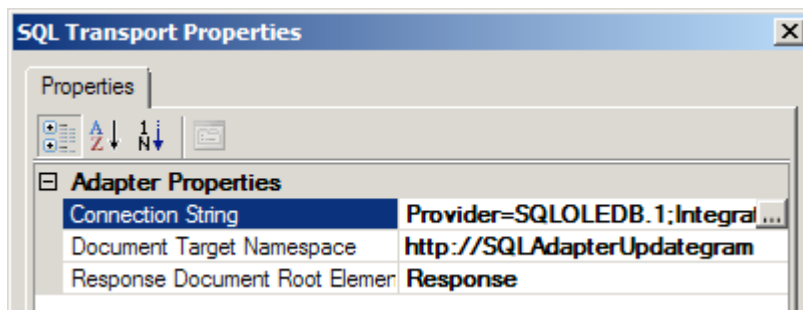 SQL Transport Properties
Properties
Adapter Properties
Connection String Provider=SQLOLEDB.1;Integra ...
Document Target Namespace http://SQLAdapterUpdategram
Response Document Root Elemen Response